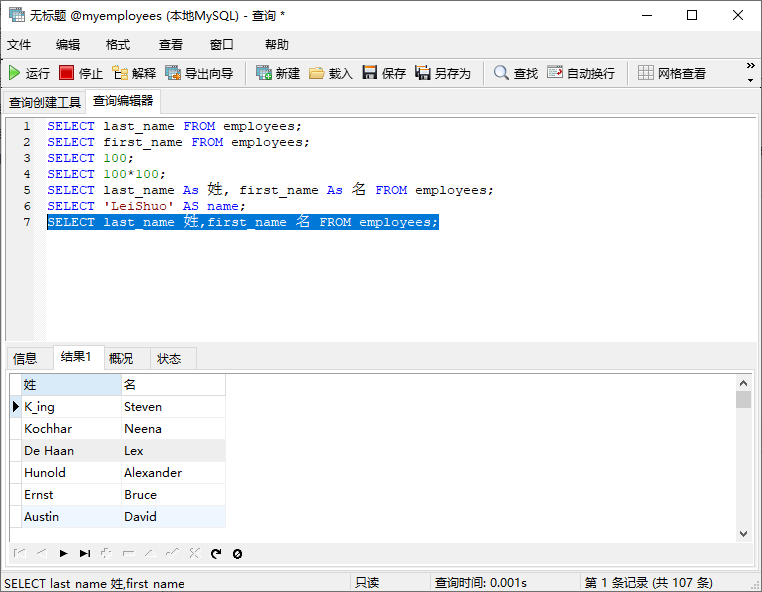 无标题 @myemployees (本地MySQL) - 查询 *
文件 编辑 格式 查看 窗口 帮助
运行 停止 解释 导出向导 新建 载入 保存 另存为 查找 自动换行 网格查看
查询创建工具 查询编辑器
1 SELECT last_name FROM employees;
2 SELECT first_name FROM employees;
3 SELECT 100;
4 SELECT 100*100;
5 SELECT last_name As 姓, first_name As 名 FROM employees;
6 SELECT 'LeiShuo' AS name;
7 SELECT last_name 姓,first_name 名 FROM employees;
信息 结果1 概况 状态
姓 名
K_ing Steven
Kochhar Neena
De Haan Lex
Hunold Alexander
Ernst Bruce
Austin David
SELECT last name 姓,first name 只读 查询时间: 0.001s 第 1 条记录 (共 107 条)